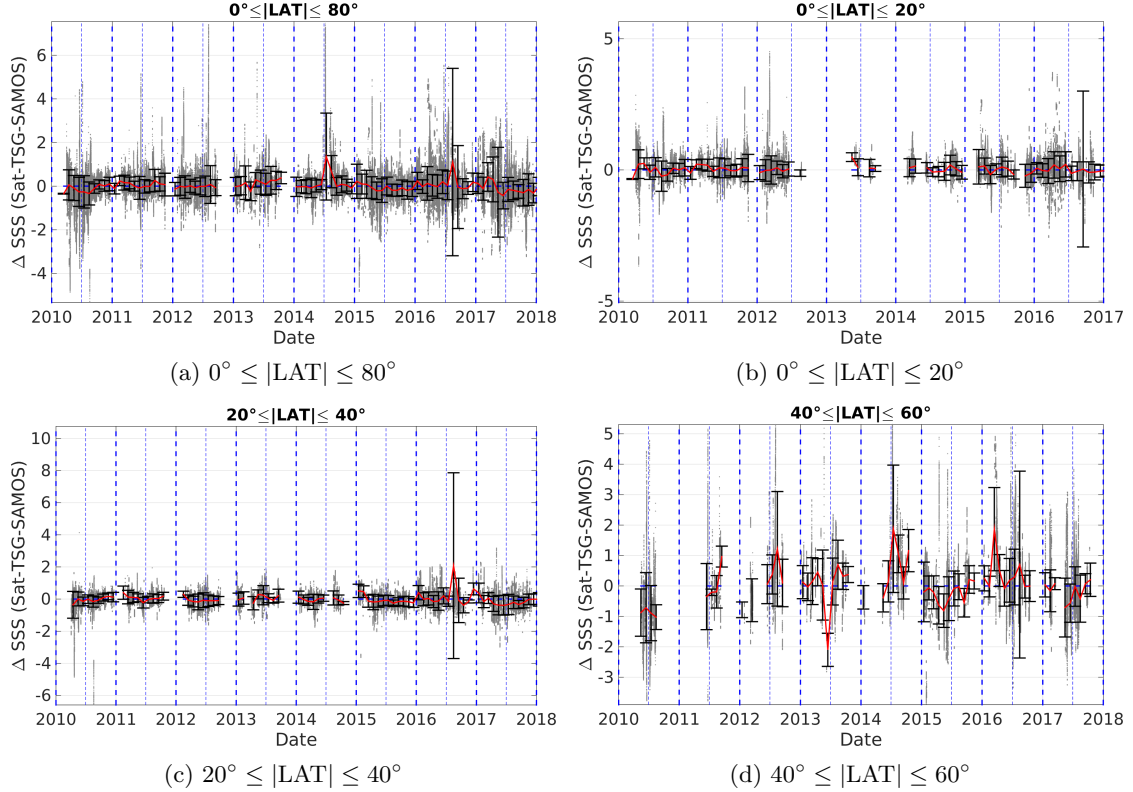 0°≤|LAT|≤ 80°
Δ SSS (Sat-TSG-SAMOS)
6
4
2
0
-2
-4
2010 2011 2012 2013 2014 2015 2016 2017 2018
Date
(a) 0° ≤ |LAT| ≤ 80°
0°≤|LAT|≤ 20°
Δ SSS (Sat-TSG-SAMOS)
5
0
-5
2010 2011 2012 2013 2014 2015 2016 2017
Date
(b) 0° ≤ |LAT| ≤ 20°
20°≤|LAT|≤ 40°
Δ SSS (Sat-TSG-SAMOS)
10
8
6
4
2
0
-2
-4
-6
2010 2011 2012 2013 2014 2015 2016 2017 2018
Date
(c) 20° ≤ |LAT| ≤ 40°
40°≤|LAT|≤ 60°
Δ SSS (Sat-TSG-SAMOS)
5
4
3
2
1
0
-1
-2
-3
2010 2011 2012 2013 2014 2015 2016 2017 2018
Date
(d) 40° ≤ |LAT| ≤ 60°